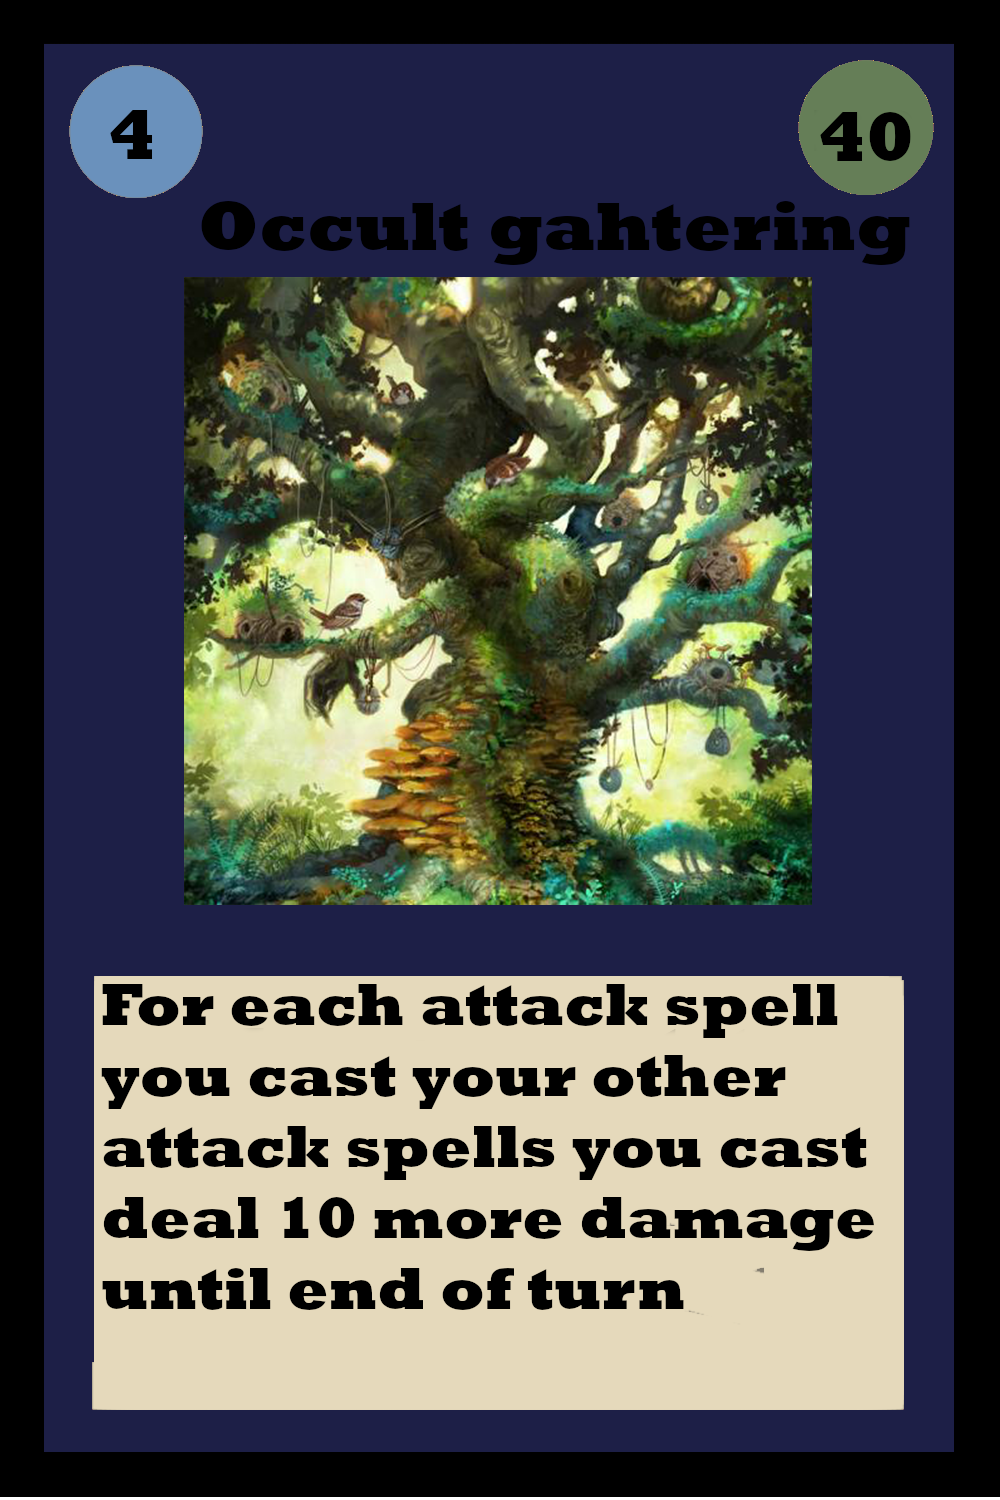 4
40
Occult gahtering
For each attack spell
you cast your other
attack spells you cast
deal 10 more damage
until end of turn